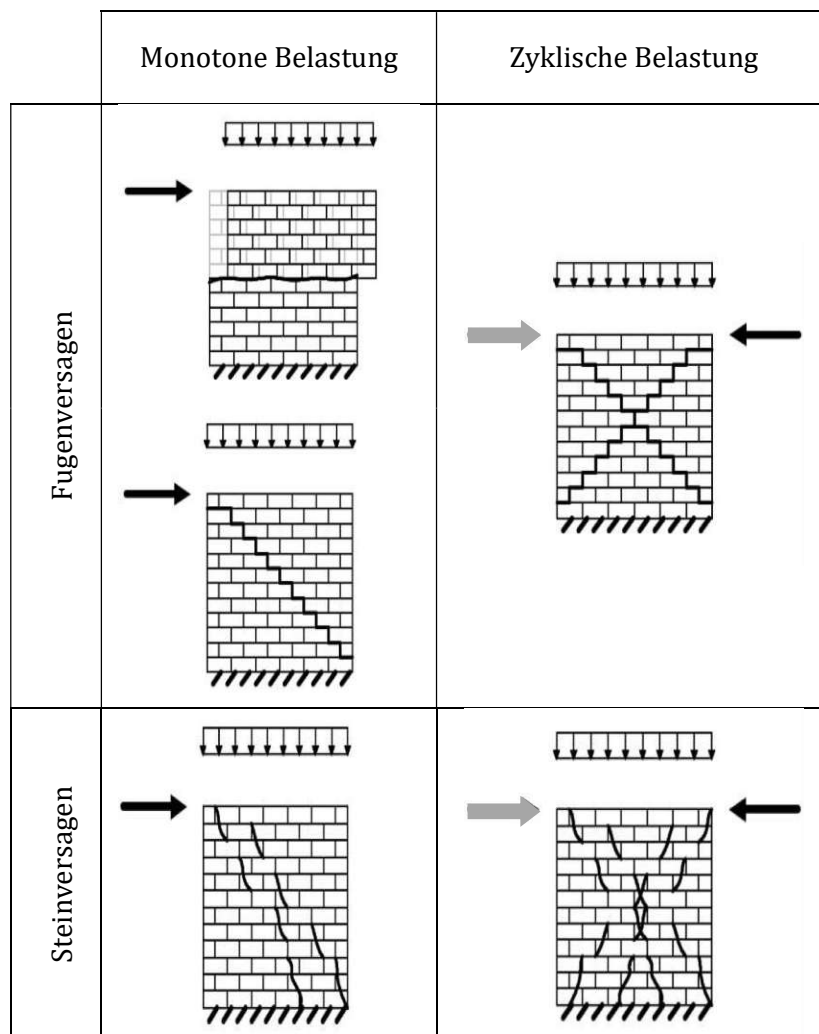 Monotone Belastung
Zyklische Belastung
Fugenversagen
Steinversagen